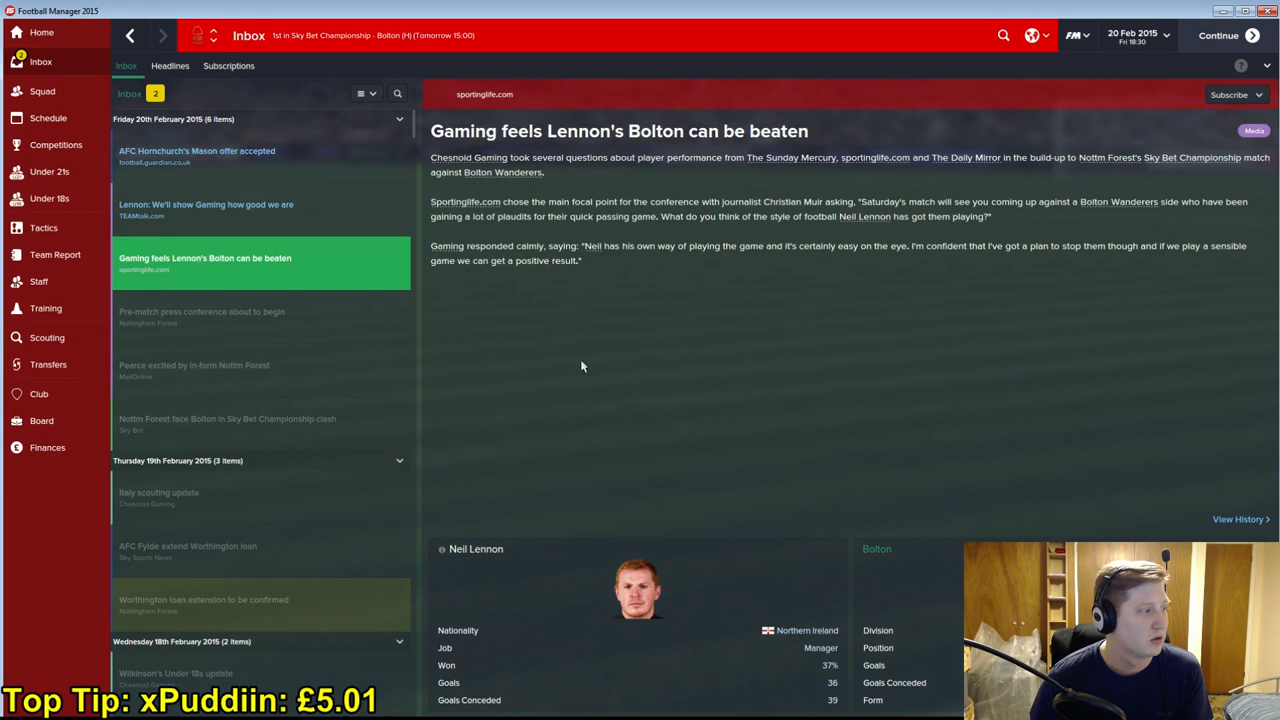 Football Manager 2015
Home
Inbox
1st in Sky Bet Championship - Bolton (H) (Tomorrow 15:00)
FM
20 Feb 2015
Fri 18:30
Continue
2
Inbox
Squad
Schedule
Competitions
Under 21s
Under 18s
Tactics
Team Report
Staff
Training
Scouting
Transfers
Club
Board
Finances
Inbox
Headlines
Subscriptions
Inbox
2
Friday 20th February 2015 (6 items)
AFC Hornchurch's Mason offer accepted
football.guardian.co.uk
Lennon: We'll show Gaming how good we are
TEAMtalk.com
Gaming feels Lennon's Bolton can be beaten
sportinglife.com
Pre-match press conference about to begin
Nottingham Forest
Pearce excited by in-form Nottm Forest
MailOnline
Nottm Forest face Bolton in Sky Bet Championship clash
Sky Bet
Thursday 19th February 2015 (3 items)
Italy scouting update
Chesnoid Gaming
AFC Fylde extend Worthington loan
Sky Sports News
Worthington loan extension to be confirmed
Nottingham Forest
Wednesday 18th February 2015 (2 items)
Wilkinson's Under 18s update
sportinglife.com
Subscribe
Gaming feels Lennon's Bolton can be beaten
Media
Chesnoid Gaming took several questions about player performance from The Sunday Mercury, sportinglife.com and The Daily Mirror in the build-up to Nottm Forest's Sky Bet Championship match
against Bolton Wanderers.
Sportinglife.com chose the main focal point for the conference with journalist Christian Muir asking, "Saturday's match will see you coming up against a Bolton Wanderers side who have been
gaining a lot of plaudits for their quick passing game. What do you think of the style of football Neil Lennon has got them playing?"
Gaming responded calmly, saying: "Neil has his own way of playing the game and it's certainly easy on the eye. I'm confident that I've got a plan to stop them though and if we play a sensible
game we can get a positive result."
View History
Neil Lennon
Nationality
Northern Ireland
Job
Manager
Won
37%
Goals
36
Goals Conceded
39
Bolton
Division
Position
Goals
Goals Conceded
Form
Top Tip: xPuddiin: £5.01